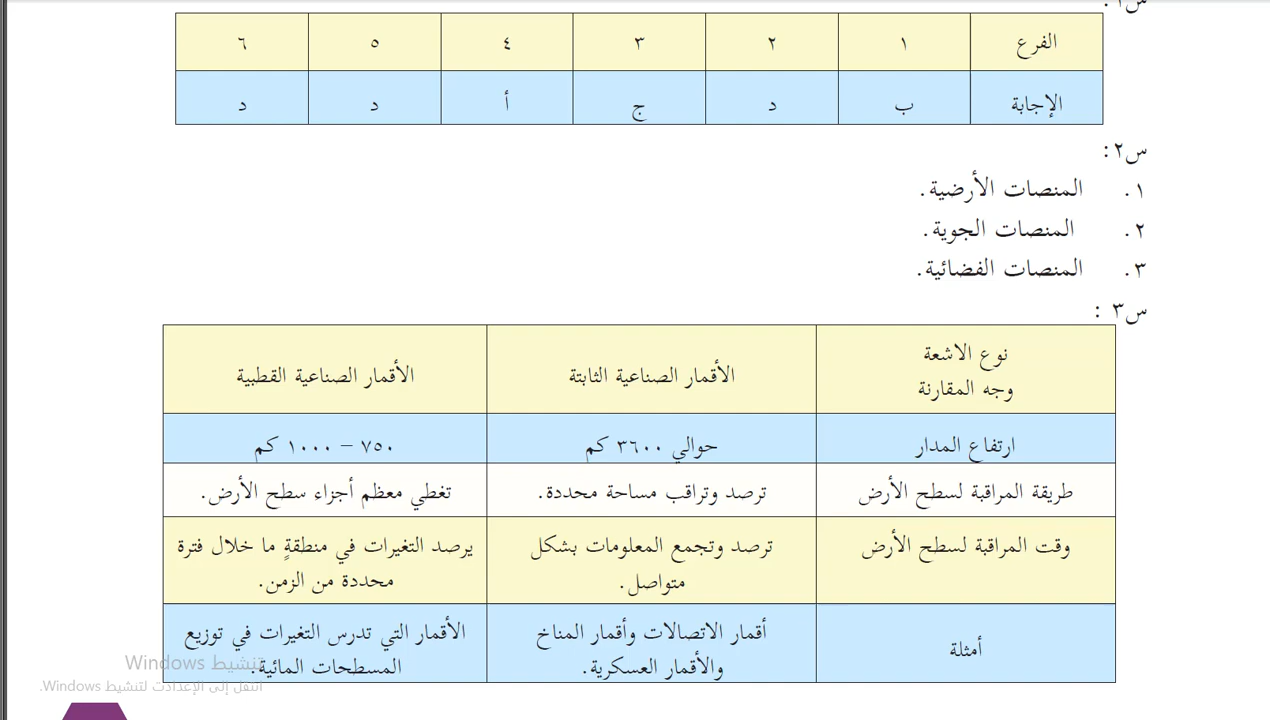 س١:
الفرع ١ ٢ ٣ ٤ ٥ ٦
الإجابة ب د ج أ د د
س٢:
١. المنصات الأرضية.
٢. المنصات الجوية.
٣. المنصات الفضائية.
س٣ :
نوع الاشعة
وجه المقارنة
الأقمار الصناعية الثابتة
الأقمار الصناعية القطبية
ارتفاع المدار
حوالي ٣٦٠٠ كم
٧٥٠ – ١٠٠٠ كم
طريقة المراقبة لسطح الأرض
ترصد وتراقب مساحة محددة.
تغطي معظم أجزاء سطح الأرض.
وقت المراقبة لسطح الأرض
ترصد وتجمع المعلومات بشكل
متواصل.
يرصد التغيرات في منطقةٍ ما خلال فترة
محددة من الزمن.
أمثلة
أقمار الاتصالات وأقمار المناخ
والأقمار العسكرية.
الأقمار التي تدرس التغيرات في توزيع
المسطحات المائية.
تنشيط Windows
انتقل إلى الإعدادت لتنشيط Windows.